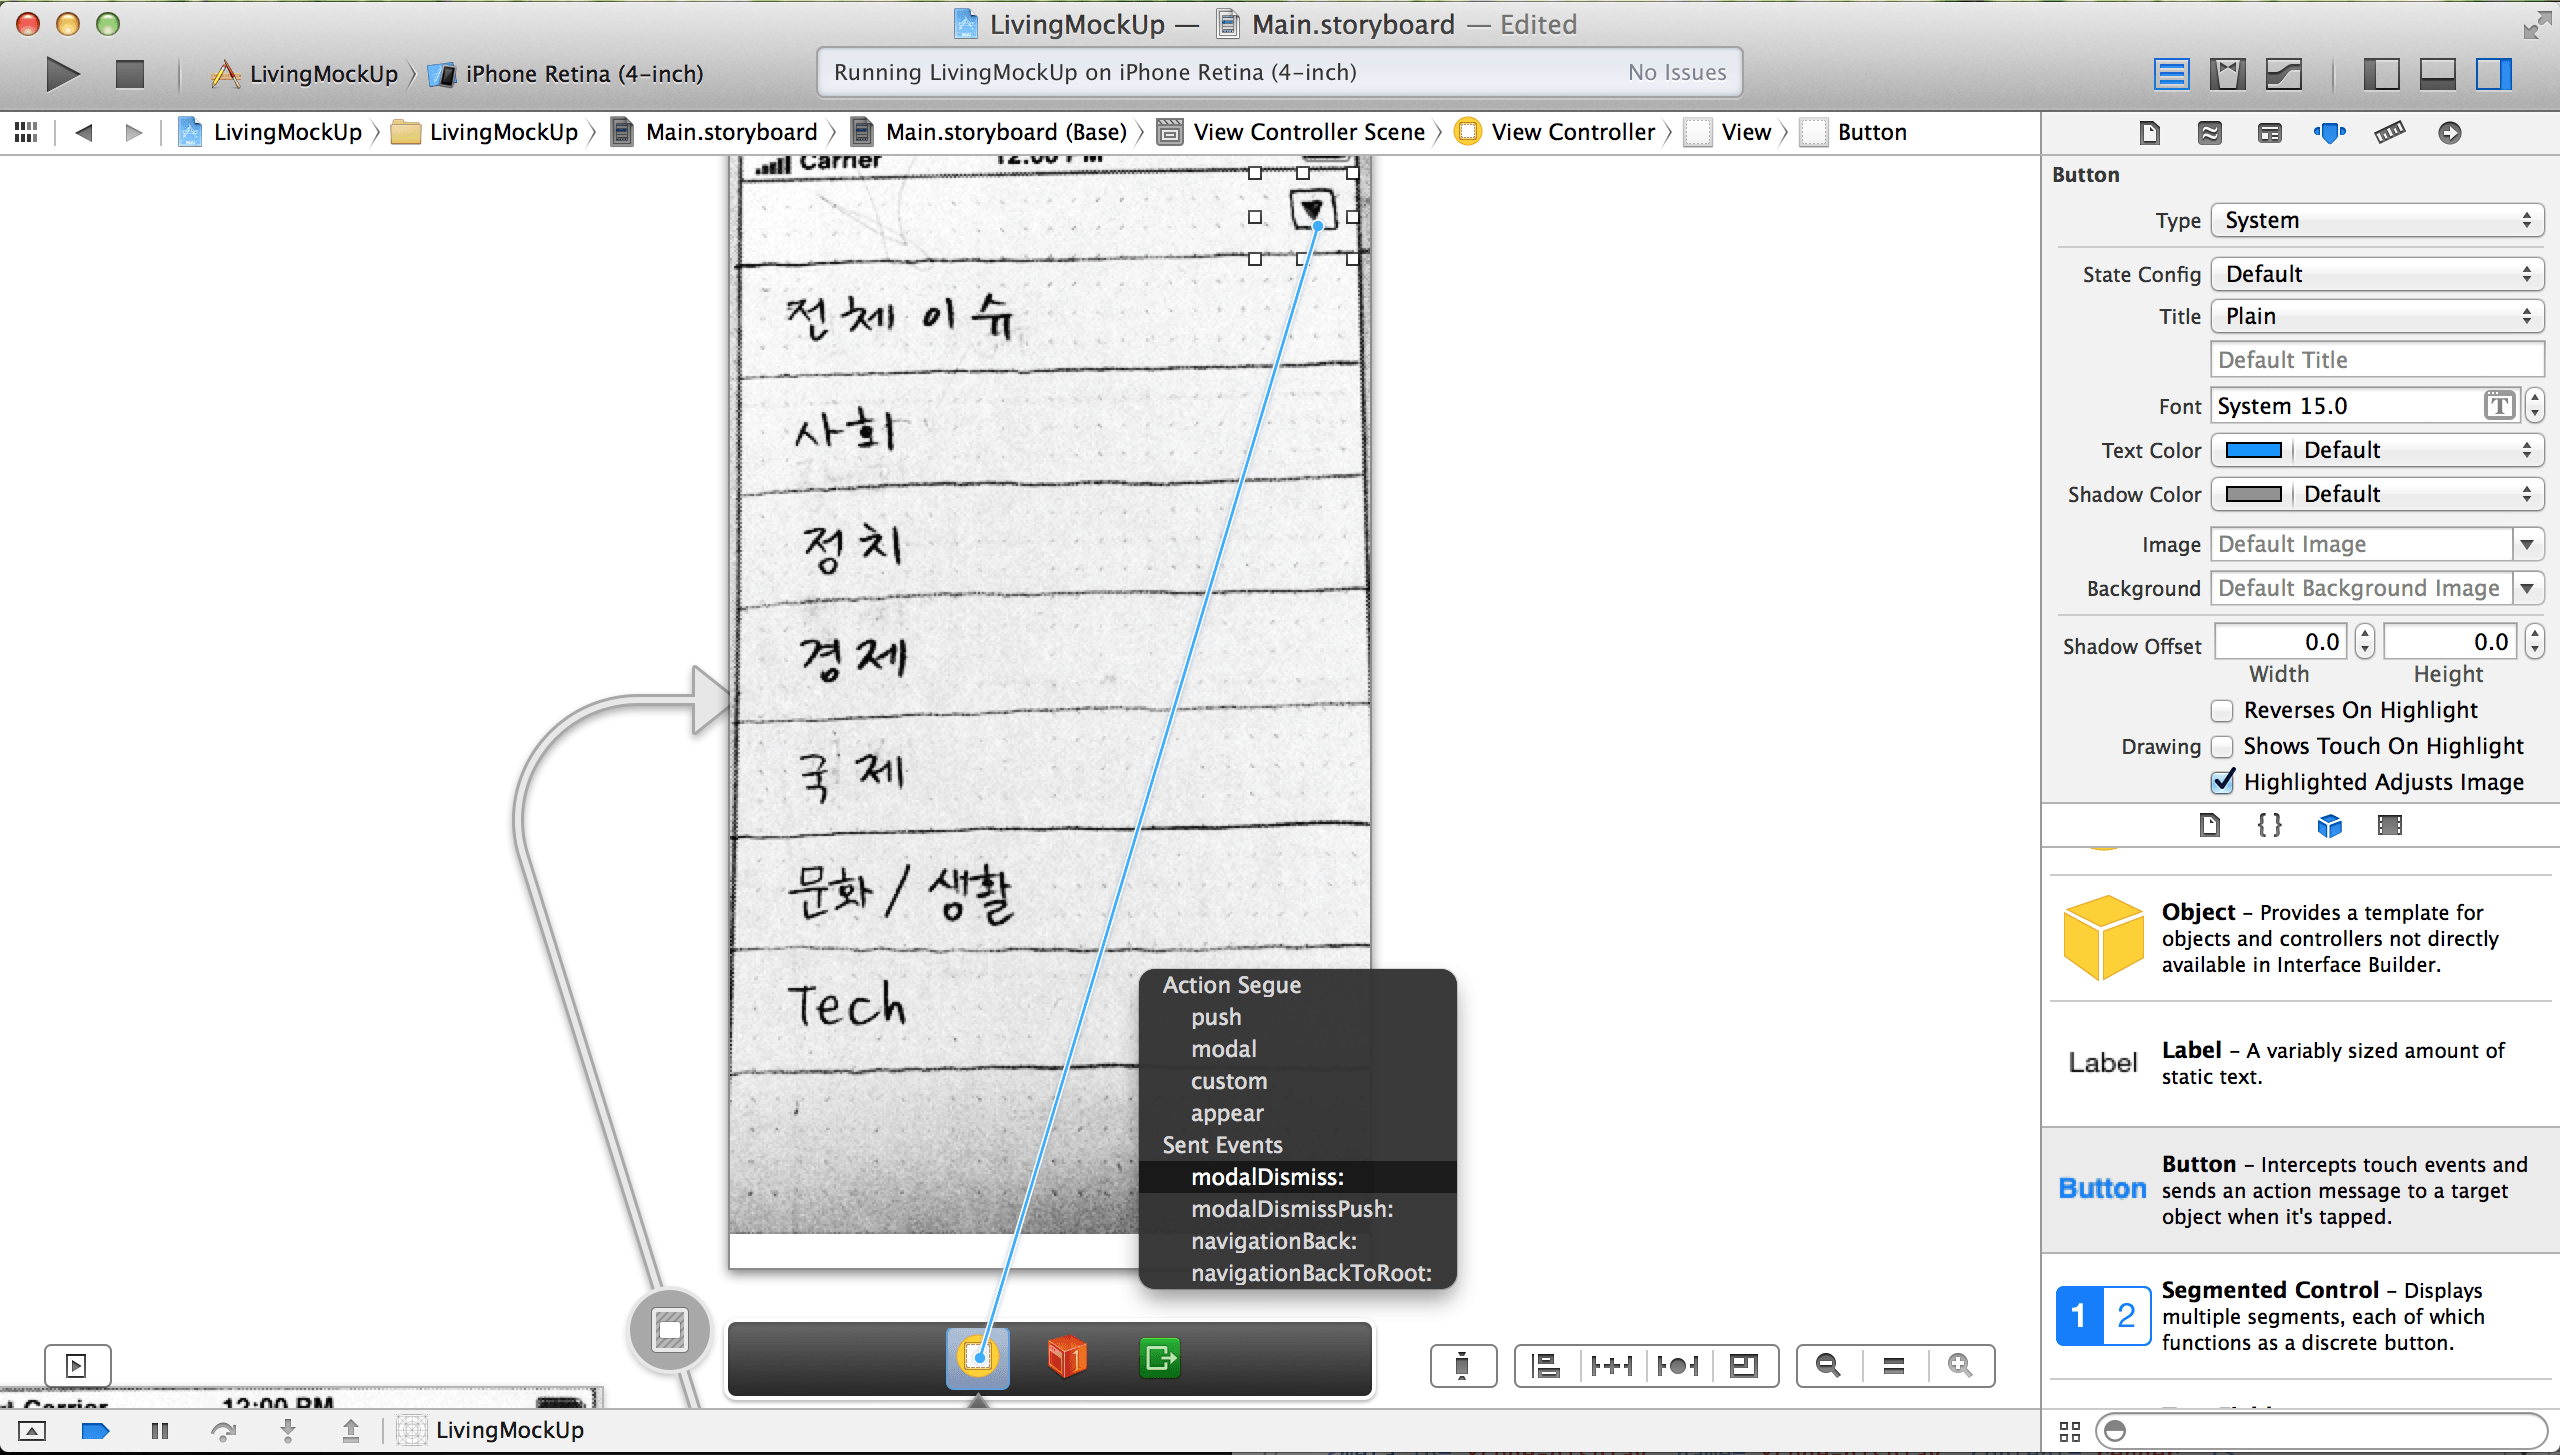 LivingMockUp — Main.storyboard — Edited
LivingMockUp iPhone Retina (4-inch)
Running LivingMockUp on iPhone Retina (4-inch) No Issues
LivingMockUp LivingMockUp Main.storyboard Main.storyboard (Base) View Controller Scene View Controller View Button
Carrier 12:00 PM
전체 이슈
사회
정치
경제
국제
문화 / 생활
Tech
Action Segue
push
modal
custom
appear
Sent Events
modalDismiss:
modalDismissPush:
navigationBack:
navigationBackToRoot:
1
Carrier 12:00 PM
LivingMockUp
Button
Type System
State Config Default
Title Plain
Default Title
Font System 15.0 T
Text Color Default
Shadow Color Default
Image Default Image
Background Default Background Image
Shadow Offset 0.0 0.0
Width Height
Reverses On Highlight
Drawing Shows Touch On Highlight
Highlighted Adjusts Image
{ }
Object – Provides a template for
objects and controllers not directly
available in Interface Builder.
Label
Label – A variably sized amount of
static text.
Button
Button – Intercepts touch events and
sends an action message to a target
object when it's tapped.
1 2
Segmented Control – Displays
multiple segments, each of which
functions as a discrete button.